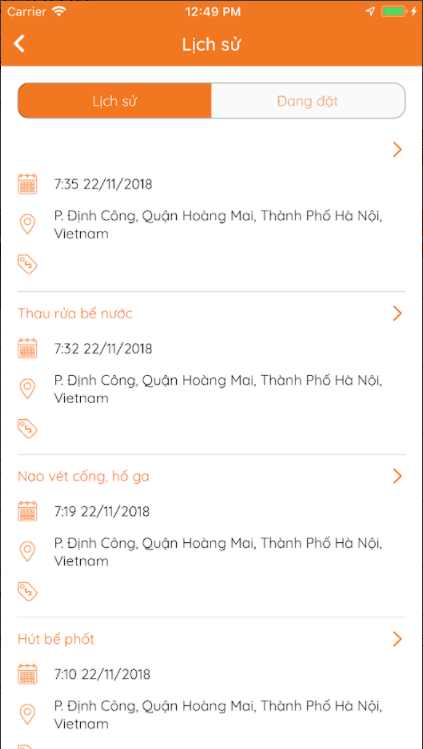 Carrier
12:49 PM
Lịch sử
Lịch sử
Đang đặt
7:35 22/11/2018
P. Định Công, Quận Hoàng Mai, Thành Phố Hà Nội,
Vietnam
Thau rửa bể nước
7:32 22/11/2018
P. Định Công, Quận Hoàng Mai, Thành Phố Hà Nội,
Vietnam
Nạo vét cống, hố ga
7:19 22/11/2018
P. Định Công, Quận Hoàng Mai, Thành Phố Hà Nội,
Vietnam
Hút bể phốt
7:10 22/11/2018
P. Định Công, Quận Hoàng Mai, Thành Phố Hà Nội,
Vietnam